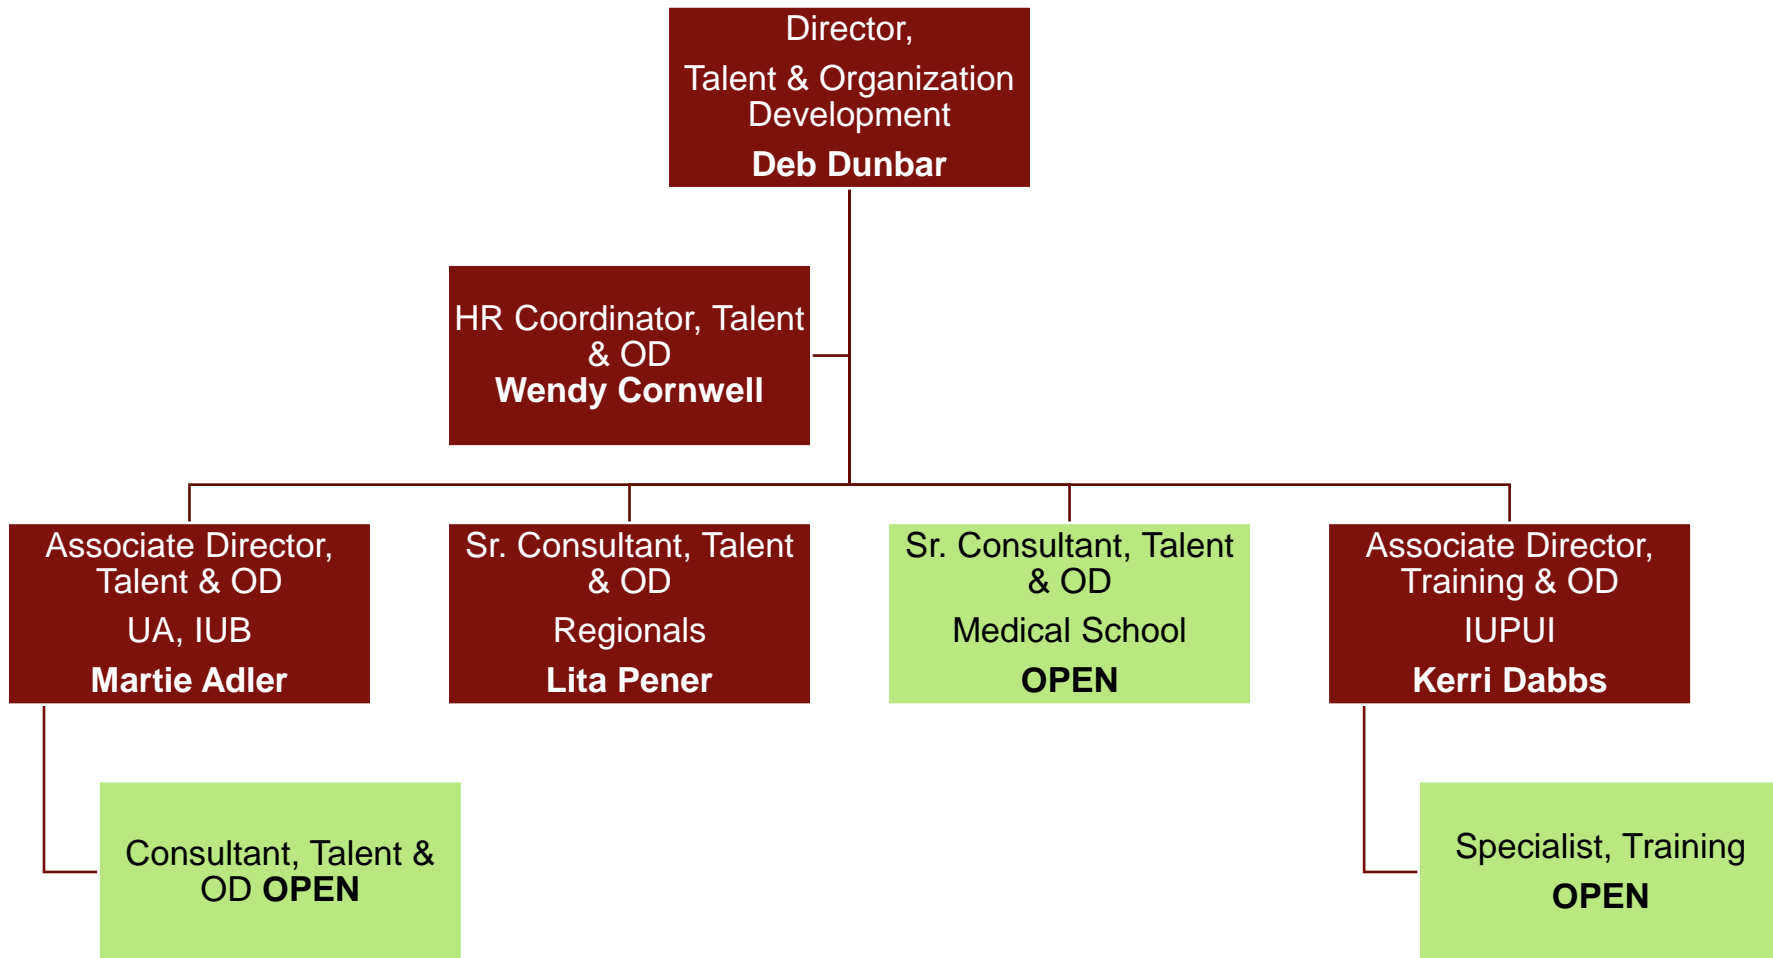 Director,
Talent & Organization
Development
Deb Dunbar
HR Coordinator, Talent
& OD
Wendy Cornwell
Associate Director,
Talent & OD
UA, IUB
Martie Adler
Sr. Consultant, Talent
& OD
Regionals
Lita Pener
Sr. Consultant, Talent
& OD
Medical School
OPEN
Associate Director,
Training & OD
IUPUI
Kerri Dabbs
Consultant, Talent &
OD OPEN
Specialist, Training
OPEN